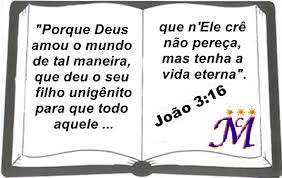 "Porque Deus
amou o mundo
de tal maneira,
que deu o seu
filho unigênito
para que todo
aquele ...
que n'Ele crê
não pereça,
mas tenha a
vida eterna".
João 3:16
M